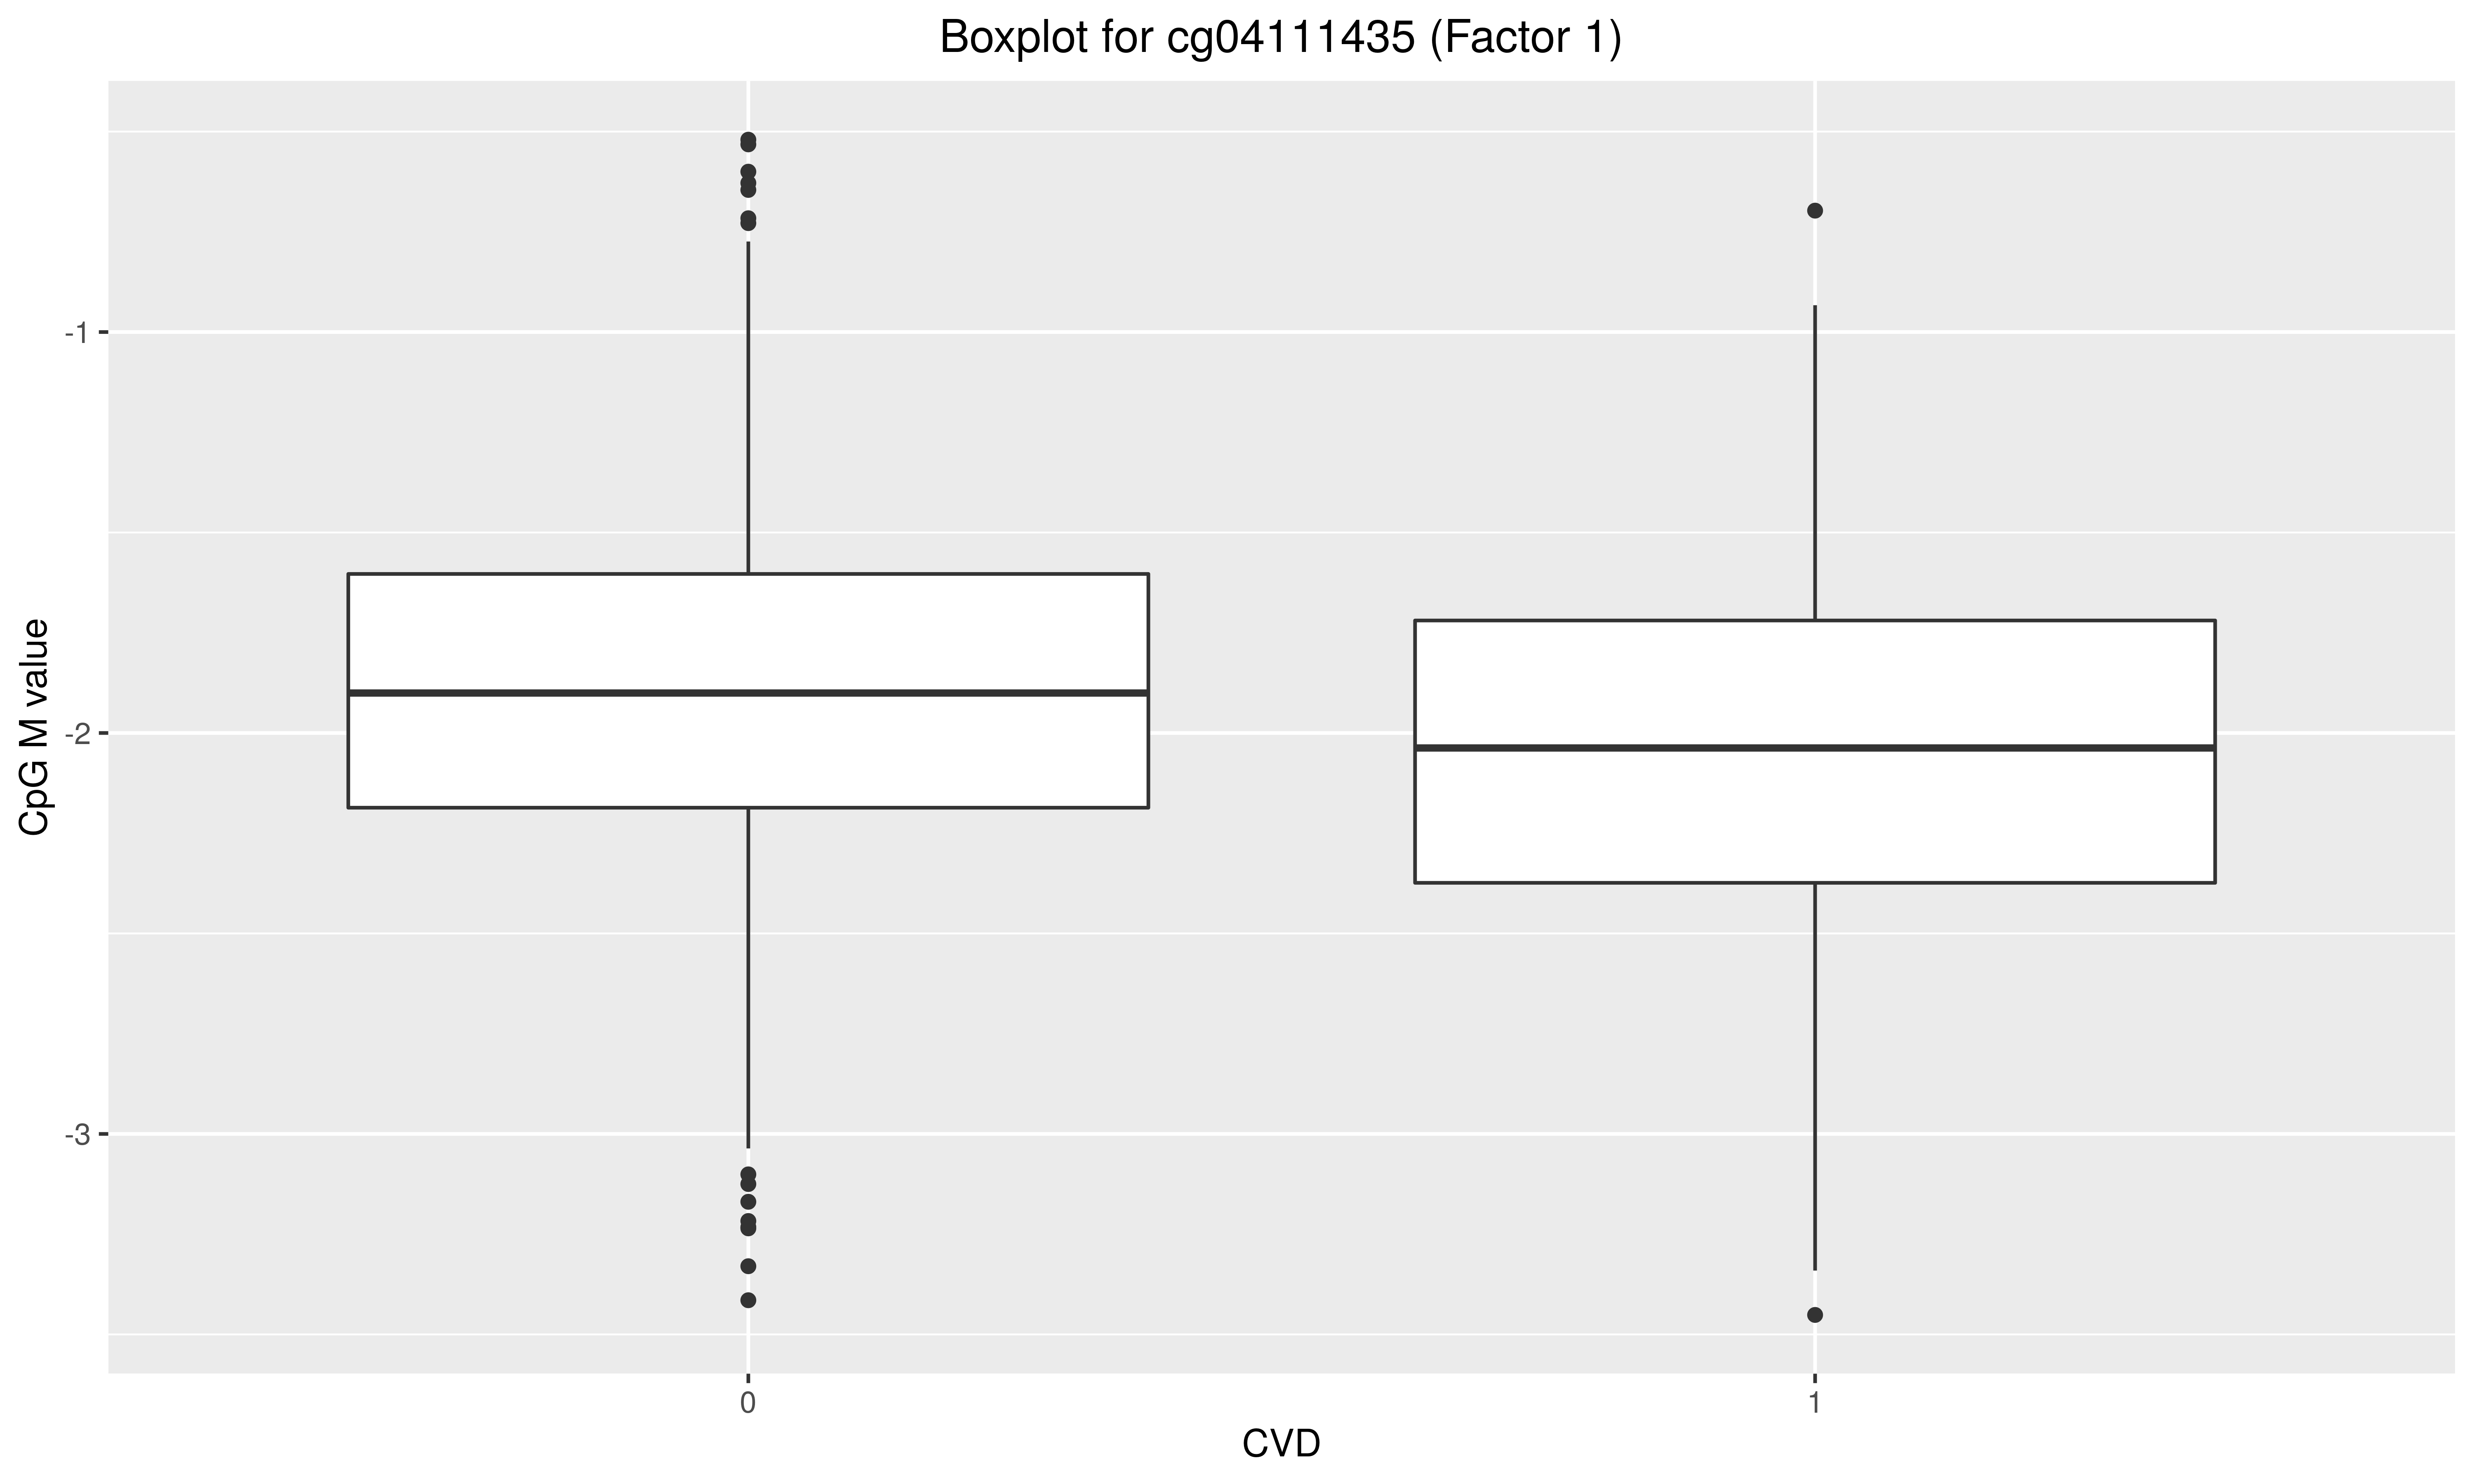 Boxplot for cg04111435 (Factor 1)
CpG M value
-1
-2
-3
0
1
CVD